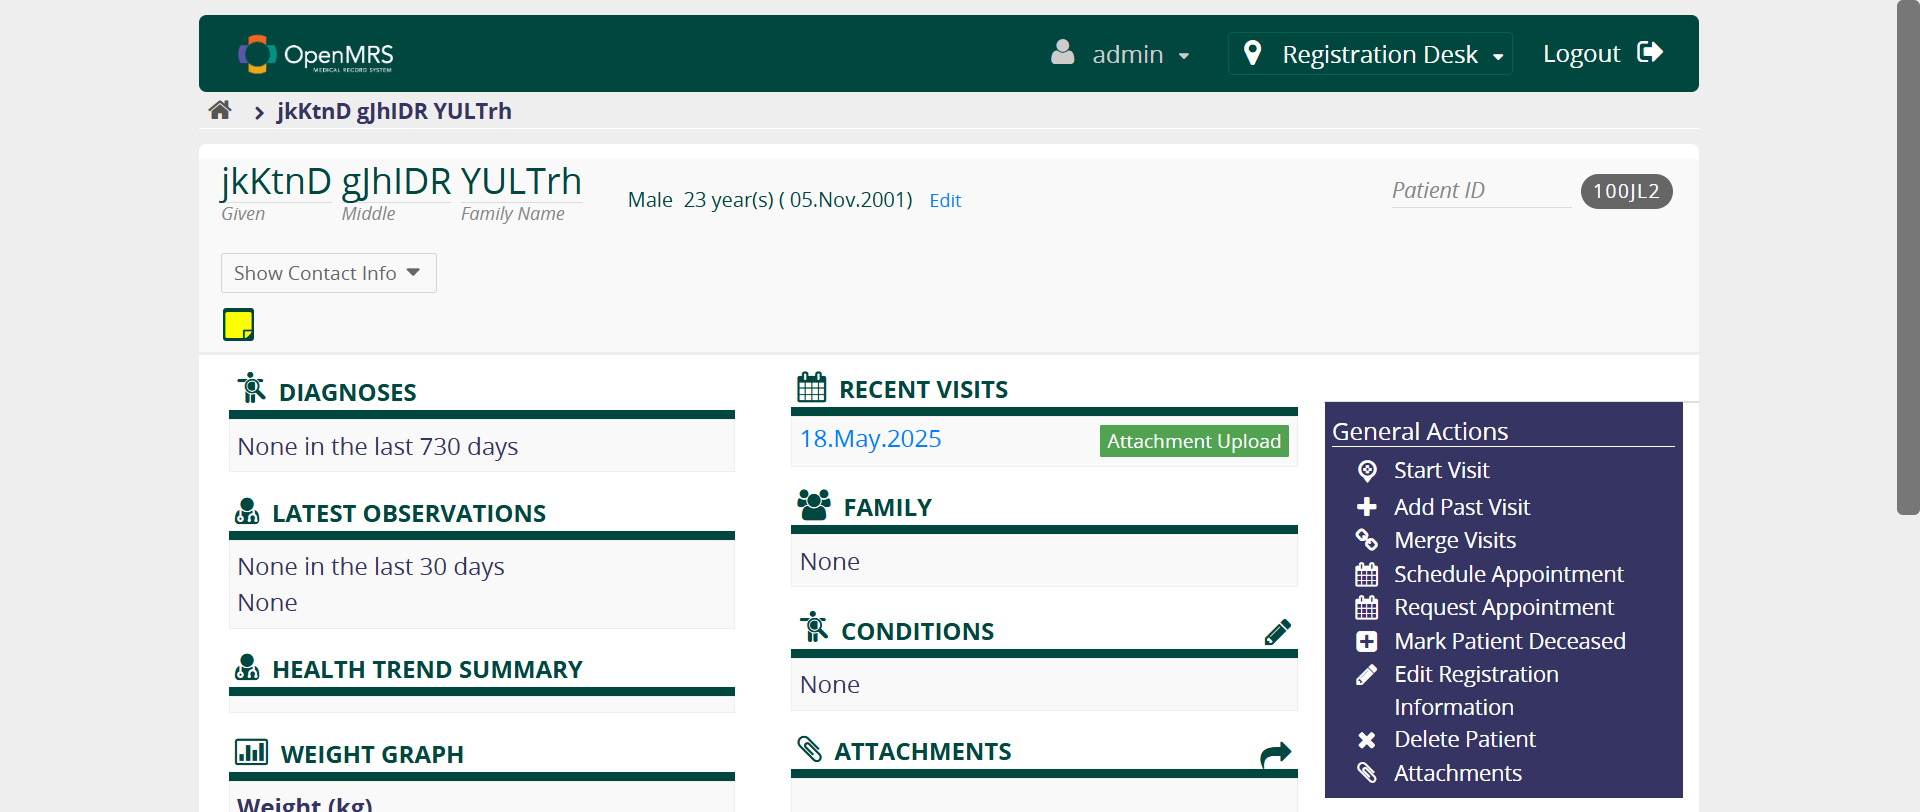 OpenMRS
MEDICAL RECORD SYSTEM
admin
Registration Desk
Logout
jkKtnD gJhIDR YULTrh
jkKtnD gJhIDR YULTrh
Given Middle Family Name
Male 23 year(s) ( 05.Nov.2001) Edit
Patient ID 100JL2
Show Contact Info
DIAGNOSES
None in the last 730 days
LATEST OBSERVATIONS
None in the last 30 days
None
HEALTH TREND SUMMARY
WEIGHT GRAPH
Weight (kg)
RECENT VISITS
18.May.2025 Attachment Upload
FAMILY
None
CONDITIONS
None
ATTACHMENTS
General Actions
Start Visit
Add Past Visit
Merge Visits
Schedule Appointment
Request Appointment
Mark Patient Deceased
Edit Registration
Information
Delete Patient
Attachments